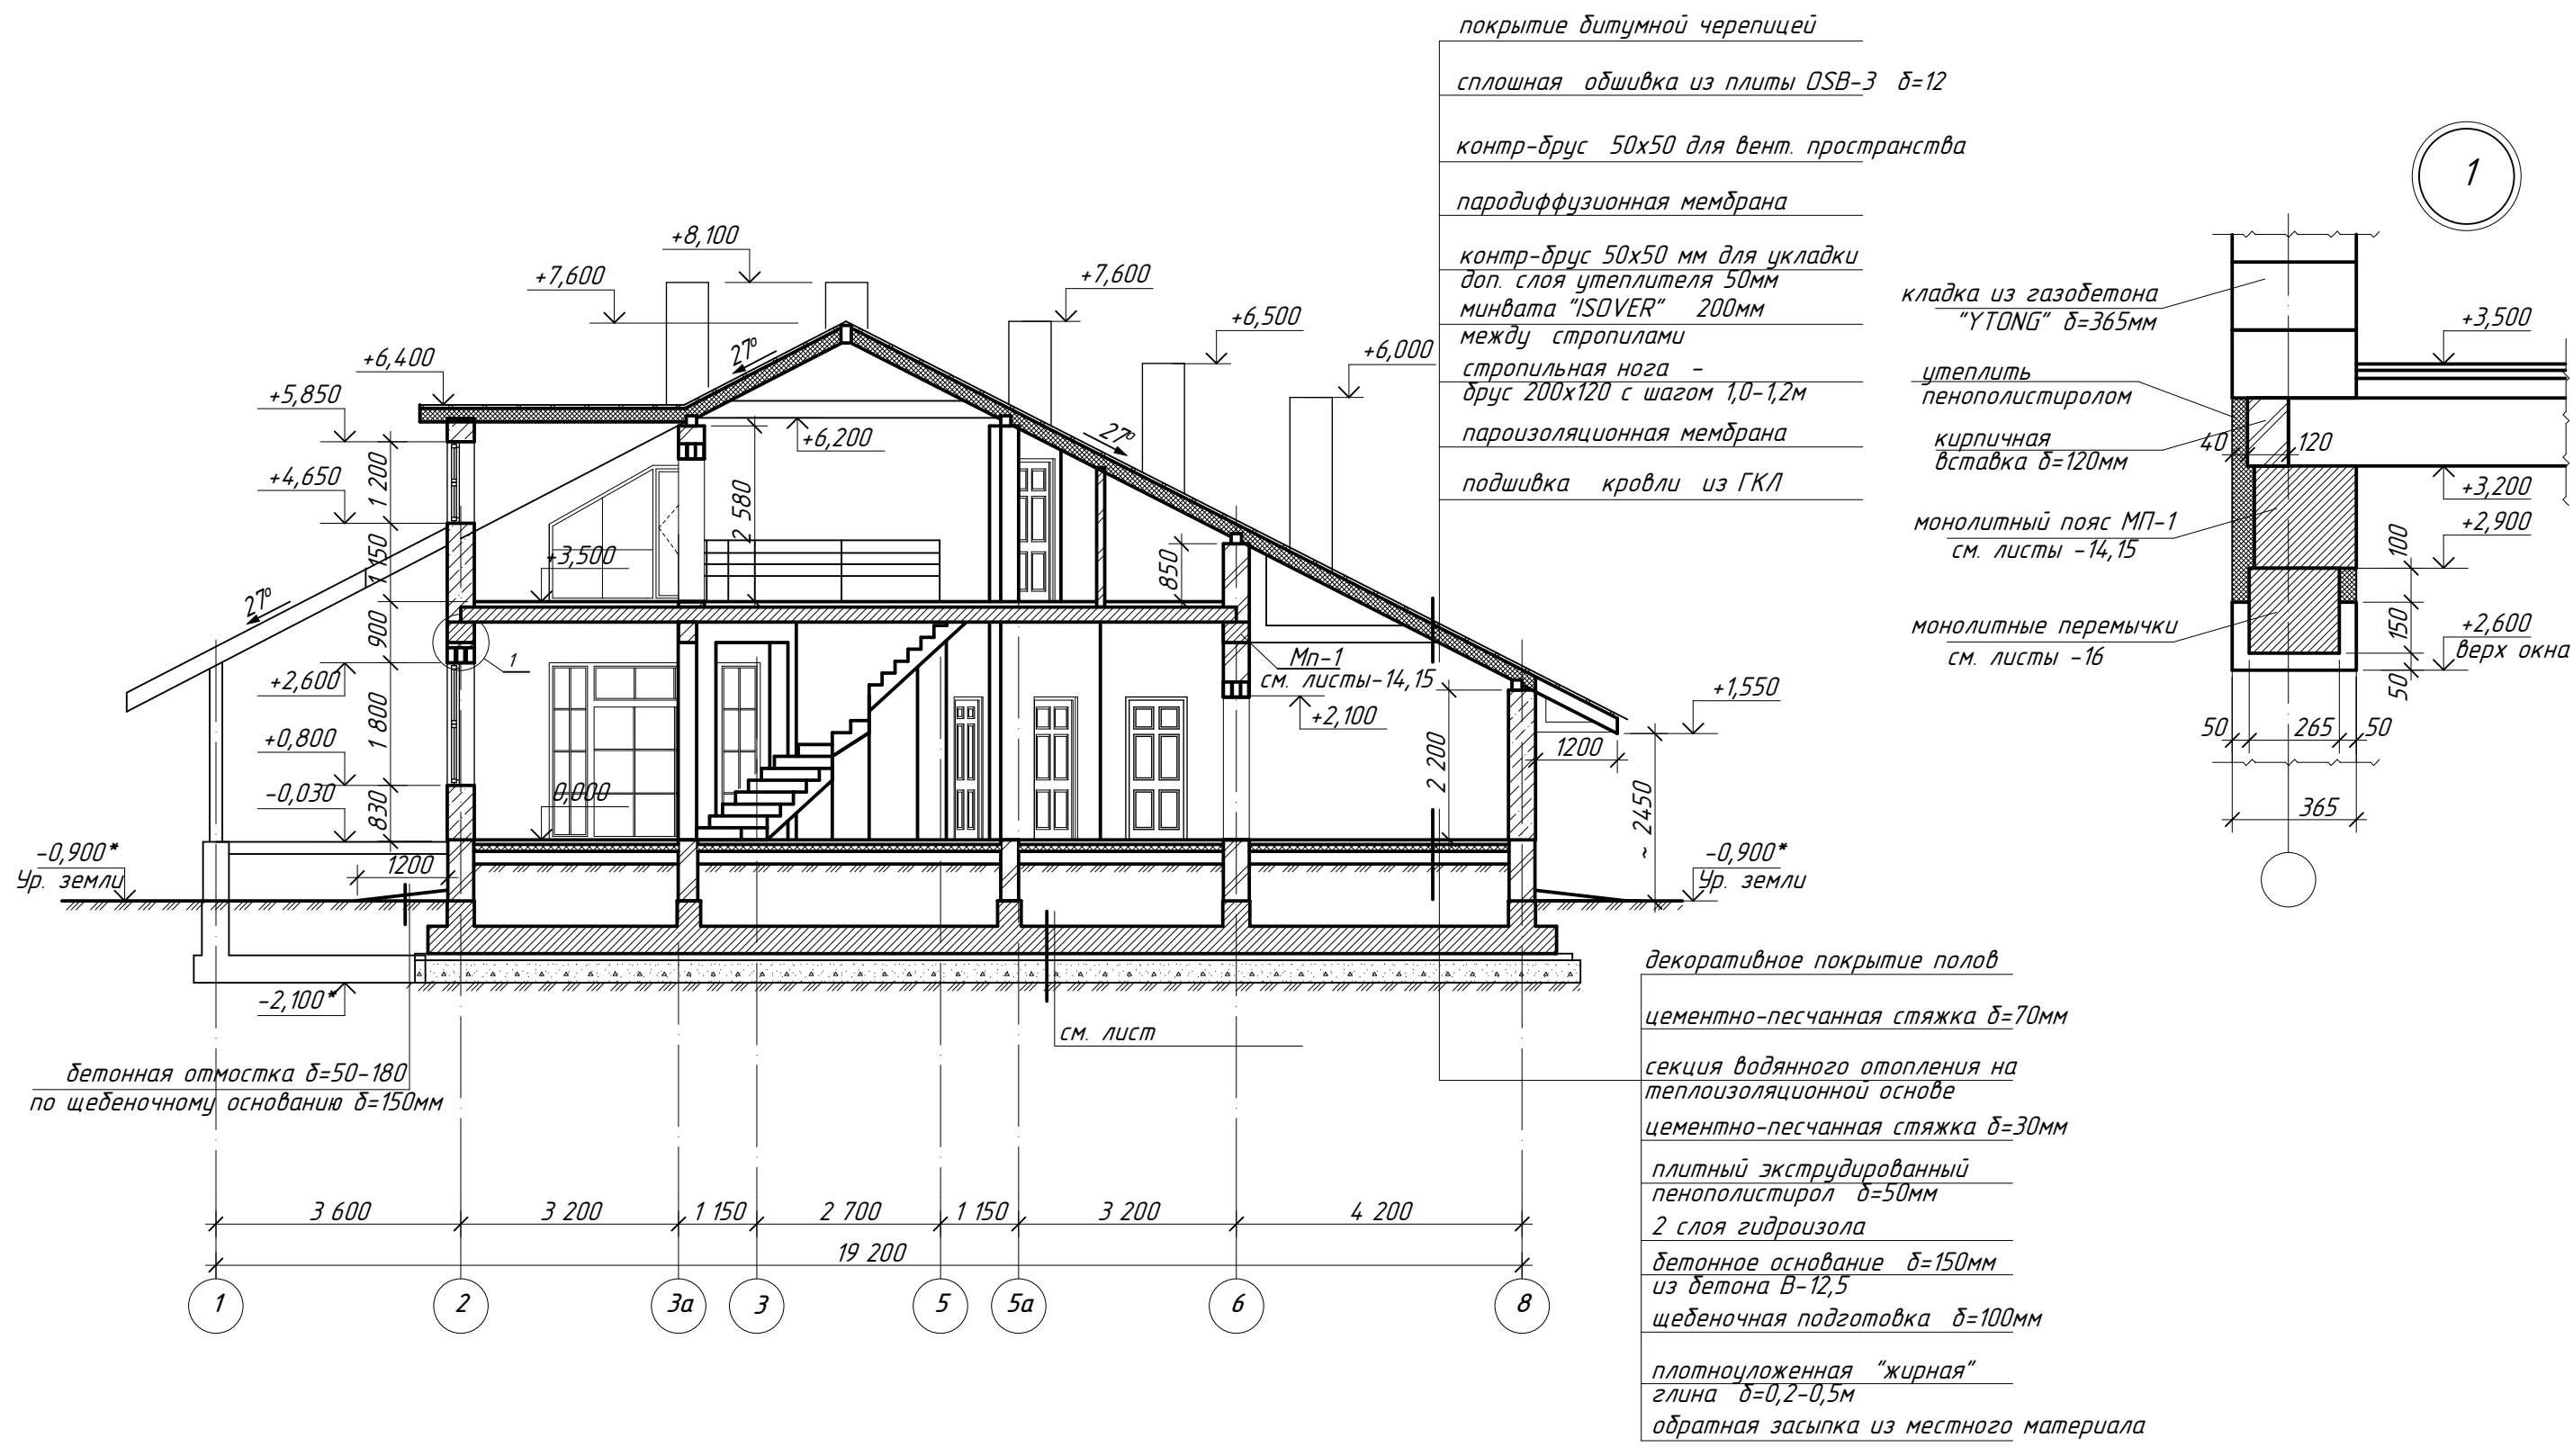 покрытие битумной черепицей
сплошная обшивка из плиты OSB-3 δ=12
контр-брус 50x50 для вент. пространства
пародиффузионная мембрана
контр-брус 50x50 мм для укладки
доп. слоя утеплителя 50мм
минвата "ISOVER" 200мм
между стропилами
стропильная нога -
брус 200x120 с шагом 1,0-1,2м
пароизоляционная мембрана
подшивка кровли из ГКЛ
1
кладка из газобетона
"YTONG" δ=365мм
утеплить
пенополистиролом
кирпичная
вставка δ=120мм
40
120
монолитный пояс МП-1
см. листы -14,15
монолитные перемычки
см. листы -16
+3,500
+3,200
+2,900
+2,600
верх окна
100
150
50
50
265
50
365
+8,100
+7,600
+7,600
+6,500
+6,000
+6,400
+5,850
+4,650
+6,200
+3,500
+2,600
+0,800
-0,030
0,000
+2,100
+1,550
27º
27º
27º
1 200
1 150
900
1 800
830
2 580
850
2 200
1200
~ 2450
1
Мп-1
см. листы-14,15
-0,900*
Ур. земли
1200
-0,900*
Ур. земли
-2,100*
см. лист
бетонная отмостка δ=50-180
по щебеночному основанию δ=150мм
декоративное покрытие полов
цементно-песчанная стяжка δ=70мм
секция водянного отопления на
теплоизоляционной основе
цементно-песчанная стяжка δ=30мм
плитный экструдированный
пенополистирол δ=50мм
2 слоя гидроизола
бетонное основание δ=150мм
из бетона В-12,5
щебеночная подготовка δ=100мм
плотноуложенная "жирная"
глина δ=0,2-0,5м
обратная засыпка из местного материала
3 600
3 200
1 150
2 700
1 150
3 200
4 200
19 200
1
2
3а
3
5
5а
6
8